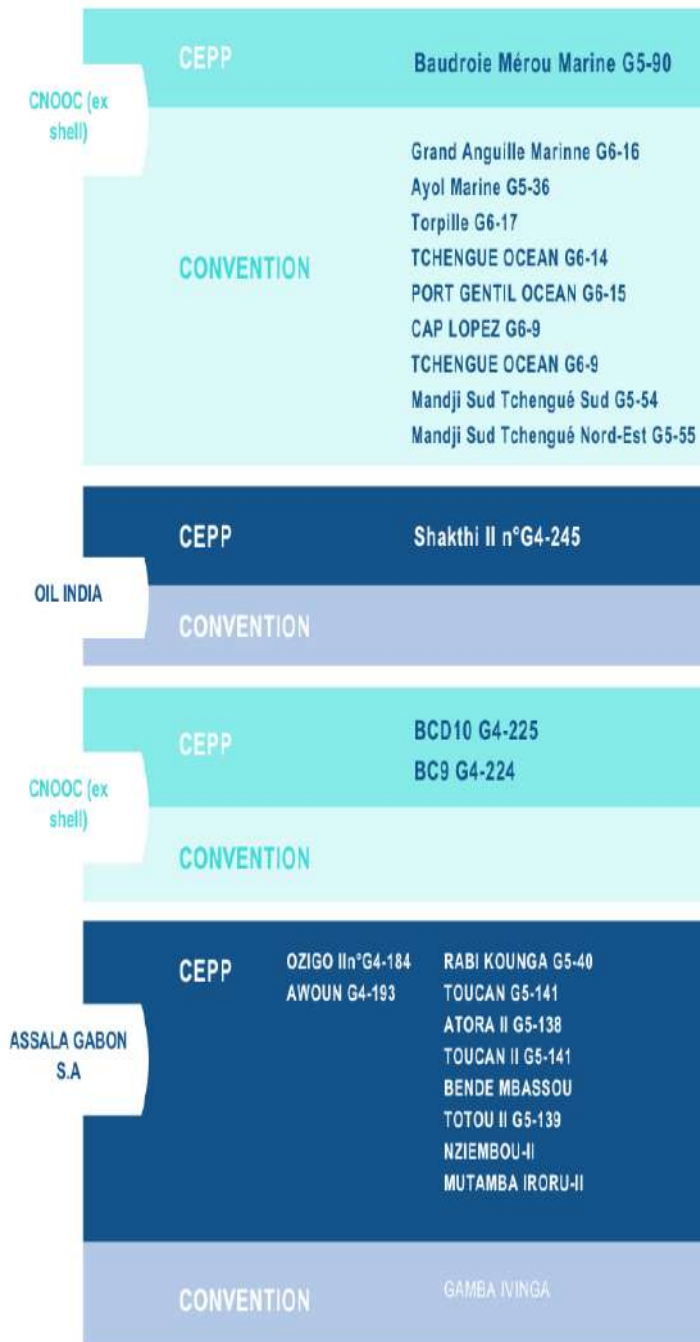 CNOOC (ex
shell)
CEPP
Baudroie Mérou Marine G5-90
CONVENTION
Grand Anguille Marinne G6-16
Ayol Marine G5-36
Torpille G6-17
TCHENGUE OCEAN G6-14
PORT GENTIL OCEAN G6-15
CAP LOPEZ G6-9
TCHENGUE OCEAN G6-9
Mandji Sud Tchengué Sud G5-54
Mandji Sud Tchengué Nord-Est G5-55
OIL INDIA
CEPP
Shakthi II n°G4-245
CONVENTION
CNOOC (ex
shell)
CEPP
BCD10 G4-225
BC9 G4-224
CONVENTION
ASSALA GABON
S.A
CEPP
OZIGO IIn°G4-184
AWOUN G4-193
RABI KOUNGA G5-40
TOUCAN G5-141
ATORA II G5-138
TOUCAN II G5-141
BENDE MBASSOU
TOTOU II G5-139
NZIEMBOU-II
MUTAMBA IRORU-II
CONVENTION
GAMBA IVINGA